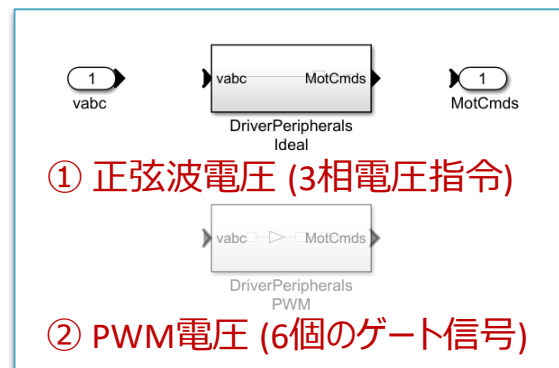 1
vabc
vabc MotCmds
1
MotCmds
DriverPeripherals
Ideal
① 正弦波電圧 (3相電圧指令)
vabc MotCmds
DriverPeripherals
PWM
② PWM電圧 (6個のゲート信号)